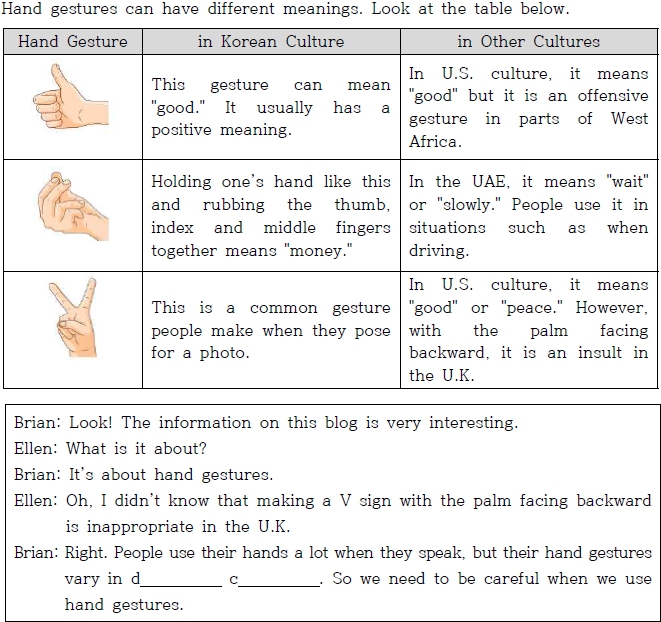 Hand gestures can have different meanings. Look at the table below.
Hand Gesture
in Korean Culture
in Other Cultures
This gesture can mean
"good." It usually has a
positive meaning.
In U.S. culture, it means
"good" but it is an offensive
gesture in parts of West
Africa.
Holding one's hand like this
and rubbing the thumb,
index and middle fingers
together means "money."
In the UAE, it means "wait"
or "slowly." People use it in
situations such as when
driving.
This is a common gesture
people make when they pose
for a photo.
In U.S. culture, it means
"good" or "peace." However,
with the palm facing
backward, it is an insult in
the U.K.
Brian: Look! The information on this blog is very interesting.
Ellen: What is it about?
Brian: It's about hand gestures.
Ellen: Oh, I didn't know that making a V sign with the palm facing backward
is inappropriate in the U.K.
Brian: Right. People use their hands a lot when they speak, but their hand gestures
vary in d_________ c_________. So we need to be careful when we use
hand gestures.